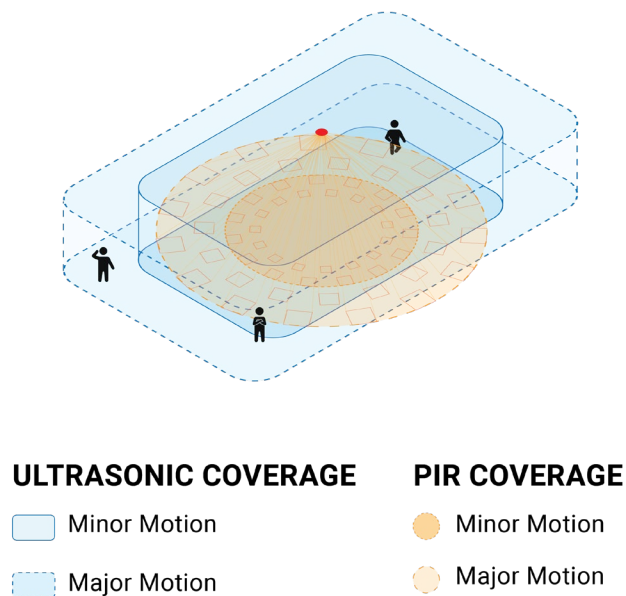 ULTRASONIC COVERAGE
Minor Motion
Major Motion
PIR COVERAGE
Minor Motion
Major Motion